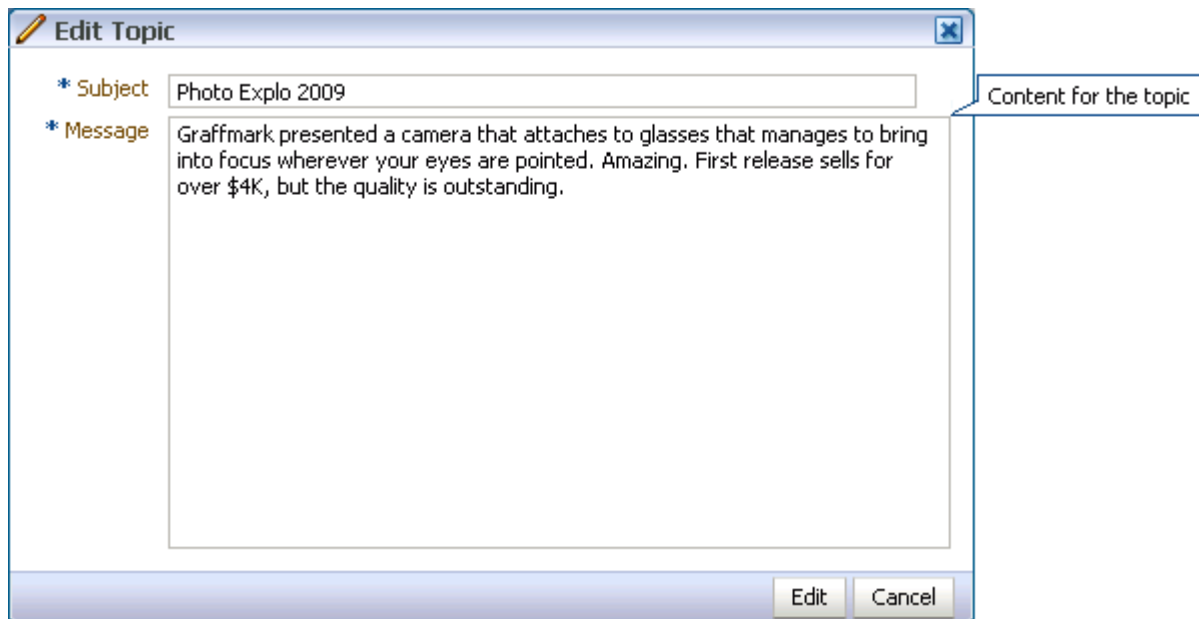 Edit Topic
* Subject
Photo Explo 2009
Content for the topic
* Message
Graffmark presented a camera that attaches to glasses that manages to bring
into focus wherever your eyes are pointed. Amazing. First release sells for
over $4K, but the quality is outstanding.
Edit
Cancel